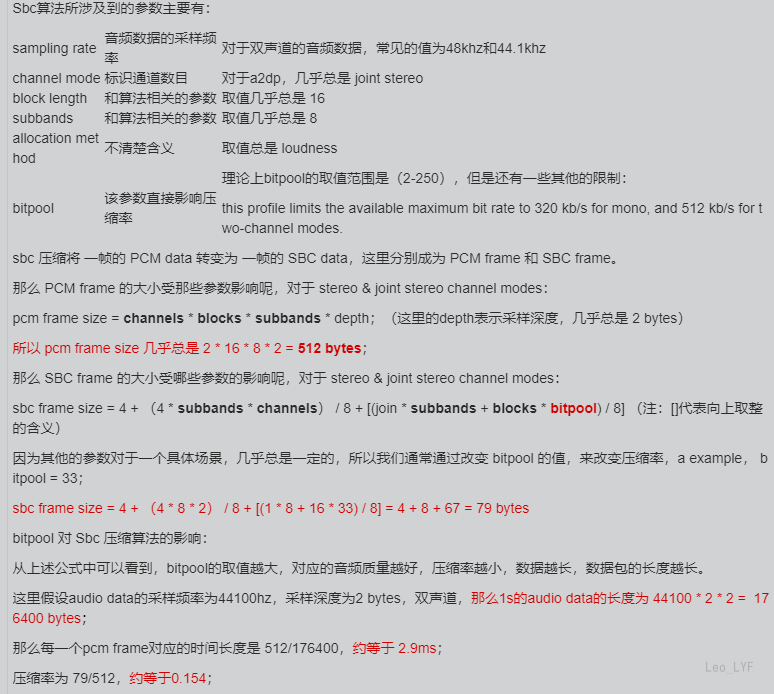 Sbc算法所涉及到的参数主要有：
sampling rate 音频数据的采样频率 对于双声道的音频数据，常见的值为48khz和44.1khz
channel mode 标识通道数目 对于a2dp，几乎总是 joint stereo
block length 和算法相关的参数 取值几乎总是 16
subbands 和算法相关的参数 取值几乎总是 8
allocation method 不清楚含义 取值总是 loudness
bitpool 该参数直接影响压缩率 理论上bitpool的取值范围是（2-250），但是还有一些其他的限制：
this profile limits the available maximum bit rate to 320 kb/s for mono, and 512 kb/s for t
wo-channel modes.
sbc 压缩将 一帧的 PCM data 转变为 一帧的 SBC data，这里分别成为 PCM frame 和 SBC frame。
那么 PCM frame 的大小受那些参数影响呢，对于 stereo & joint stereo channel modes：
pcm frame size = channels * blocks * subbands * depth；（这里的depth表示采样深度，几乎总是 2 bytes）
所以 pcm frame size 几乎总是 2 * 16 * 8 * 2 = 512 bytes；
那么 SBC frame 的大小受哪些参数的影响呢，对于 stereo & joint stereo channel modes：
sbc frame size = 4 + （4 * subbands * channels） / 8 + [(join * subbands + blocks * bitpool) / 8] （注：[]代表向上取整
的含义）
因为其他的参数对于一个具体场景，几乎总是一定的，所以我们通常通过改变 bitpool 的值，来改变压缩率，a example， b
itpool = 33；
sbc frame size = 4 + （4 * 8 * 2） / 8 + [(1 * 8 + 16 * 33) / 8] = 4 + 8 + 67 = 79 bytes
bitpool 对 Sbc 压缩算法的影响：
从上述公式中可以看到，bitpool的取值越大，对应的音频质量越好，压缩率越小，数据越长，数据包的长度越长。
这里假设audio data的采样频率为44100hz，采样深度为2 bytes，双声道，那么1s的audio data的长度为 44100 * 2 * 2 = 17
6400 bytes；
那么每一个pcm frame对应的时间长度是 512/176400，约等于 2.9ms；
压缩率为 79/512，约等于0.154；
Leo_LYF